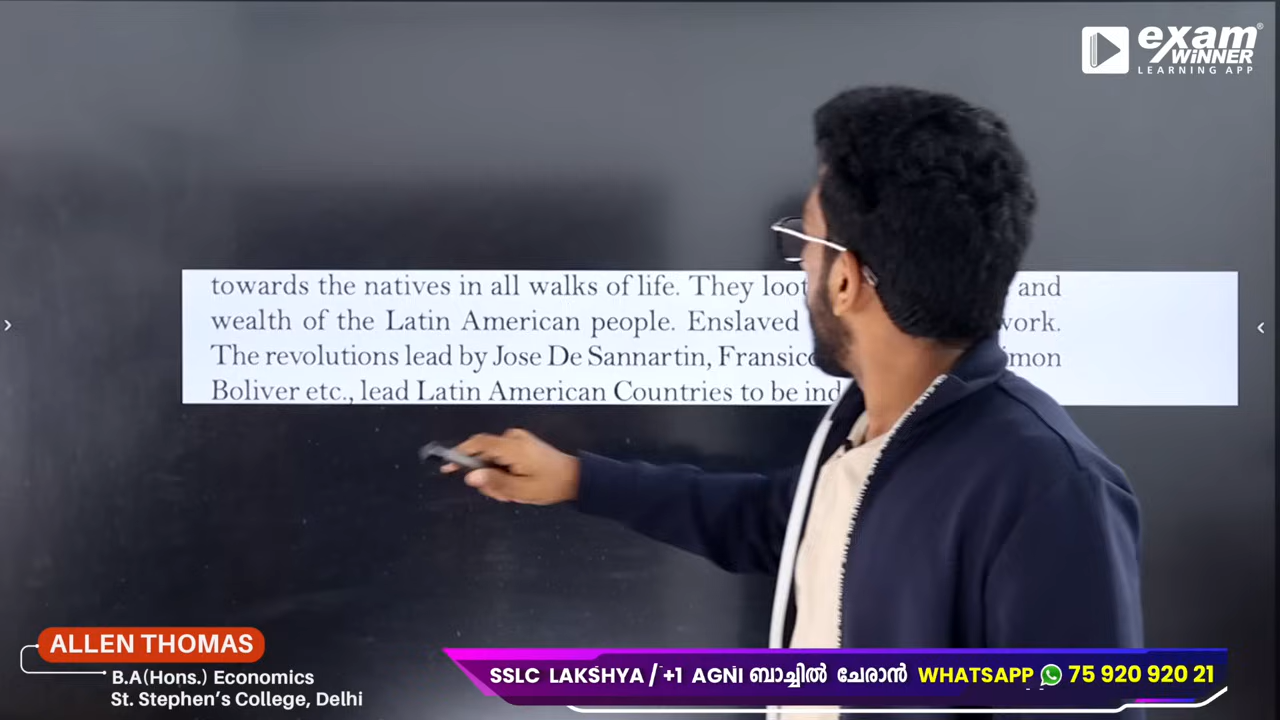 exam®
WiNNER
LEARNING APP
towards the natives in all walks of life. They loot and
wealth of the Latin American people. Enslaved work.
The revolutions lead by Jose De Sannartin, Fransico
Boliver etc., lead Latin American Countries to be ind
ALLEN THOMAS
B.A(Hons.) Economics
St. Stephen's College, Delhi
SSLC LAKSHYA / +1 AGNI ബാച്ചിൽ ചേരാൻ WHATSAPP 75 920 920 21